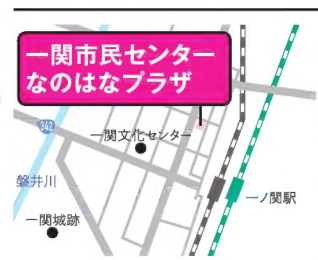 一関市民センター
なのはなプラザ
342
一関文化センター
磐井川
一ノ関駅
一関城跡